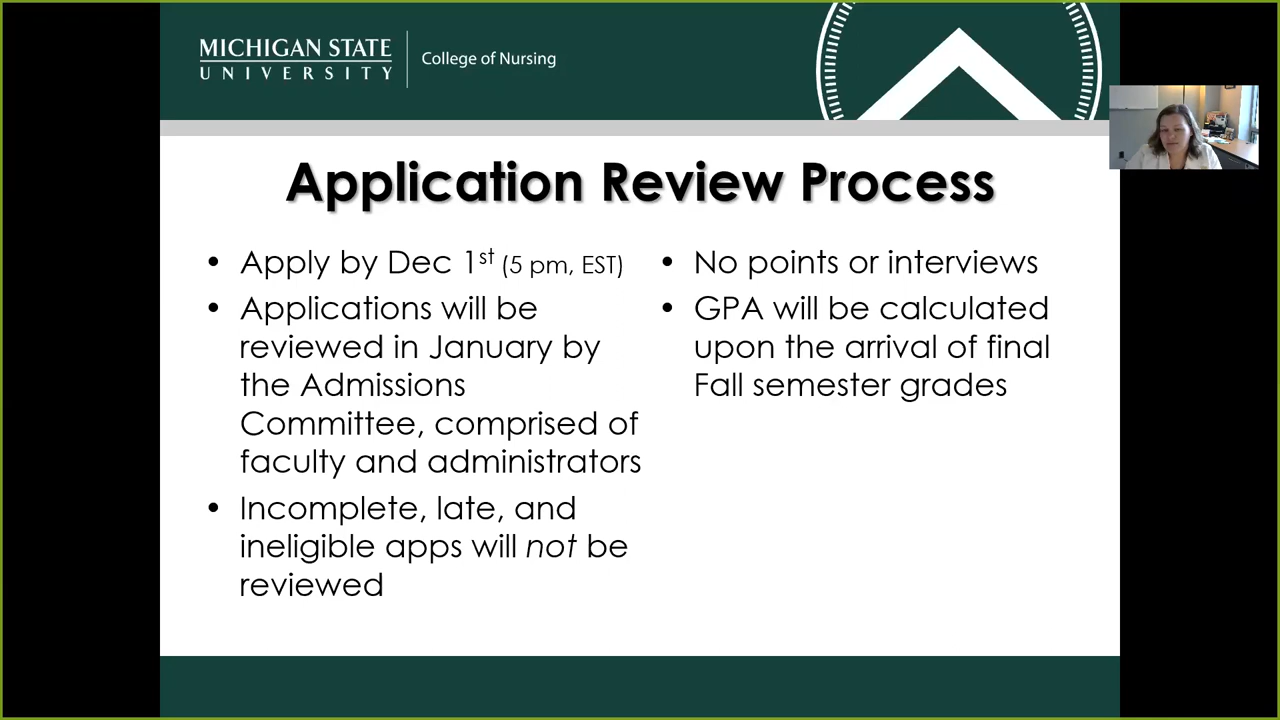 MICHIGAN STATE
UNIVERSITY
College of Nursing
Application Review Process
• Apply by Dec 1st (5 pm, EST)
• Applications will be
reviewed in January by
the Admissions
Committee, comprised of
faculty and administrators
• Incomplete, late, and
ineligible apps will not be
reviewed
• No points or interviews
• GPA will be calculated
upon the arrival of final
Fall semester grades